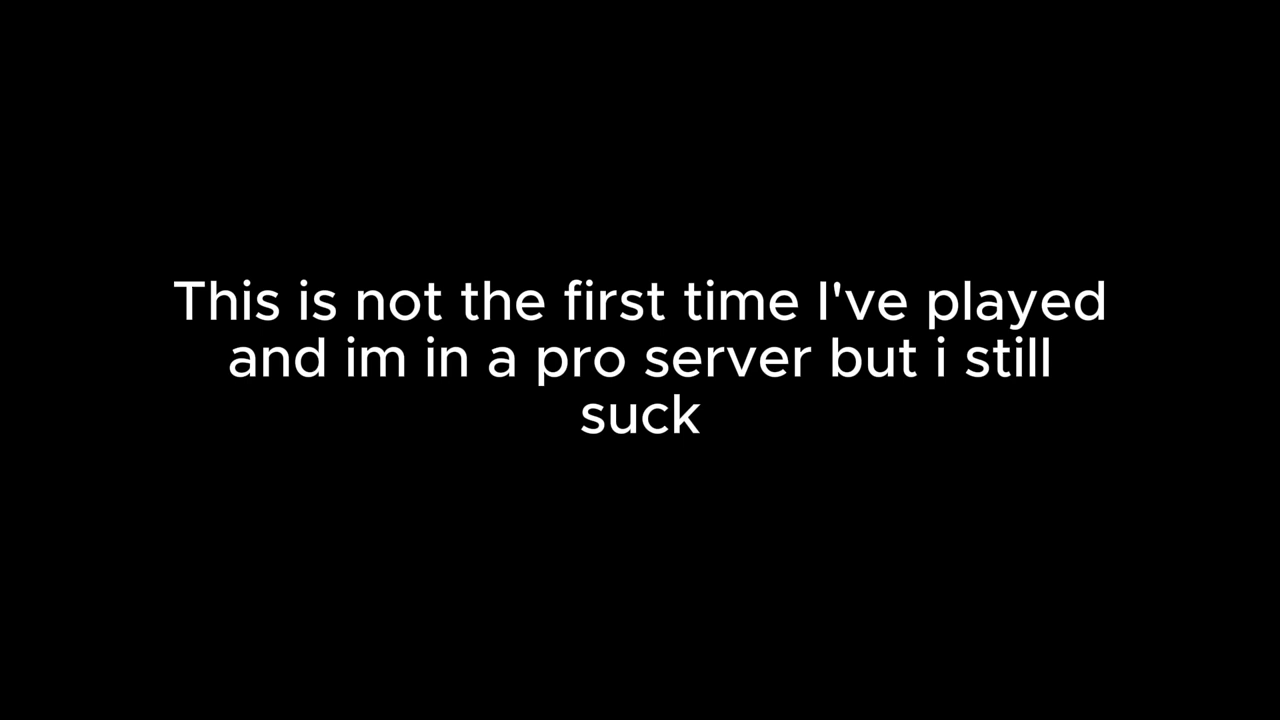 This is not the first time I've played
and im in a pro server but i still
suck